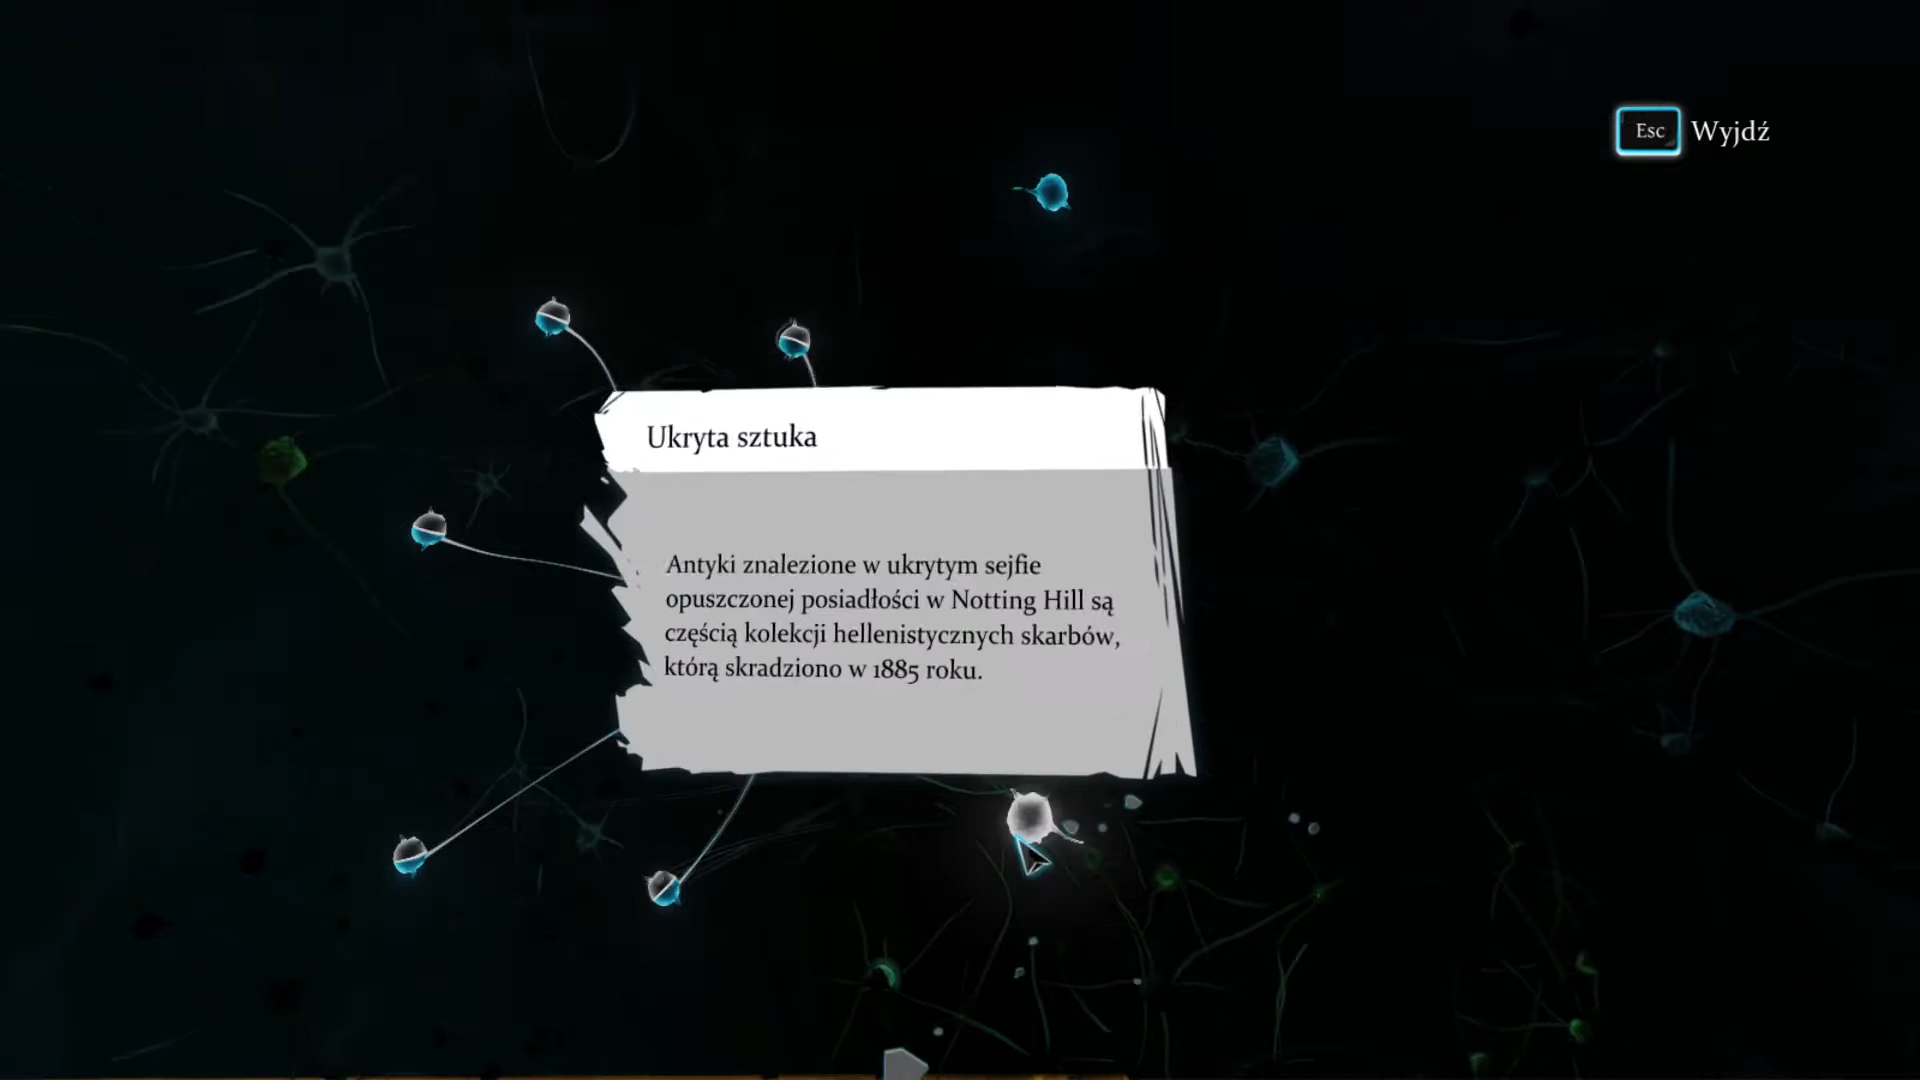 Esc Wyjdź
Ukryta sztuka
Antyki znalezione w ukrytym sejfie
opuszczonej posiadłości w Notting Hill są
częścią kolekcji hellenistycznych skarbów,
którą skradziono w 1885 roku.